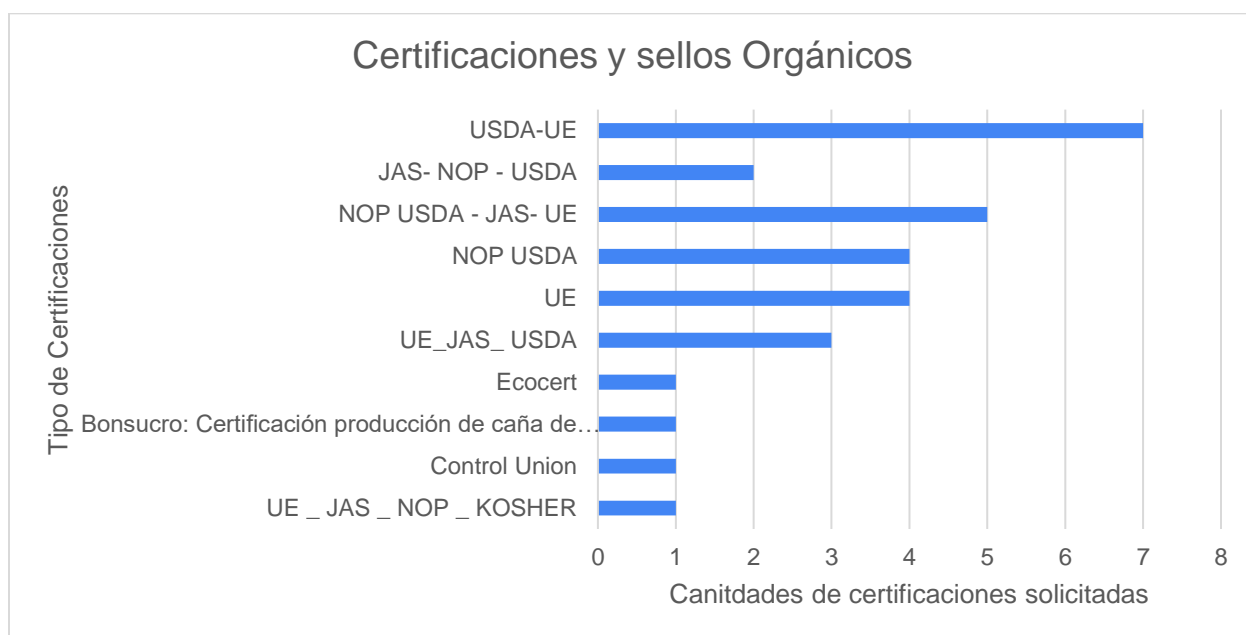 Certificaciones y sellos Orgánicos
Tipo de Certificaciones
USDA-UE
JAS- NOP - USDA
NOP USDA - JAS- UE
NOP USDA
UE
UE_JAS_ USDA
Ecocert
Bonsucro: Certificación producción de caña de…
Control Union
UE _ JAS _ NOP _ KOSHER
0 1 2 3 4 5 6 7 8
Canitdades de certificaciones solicitadas